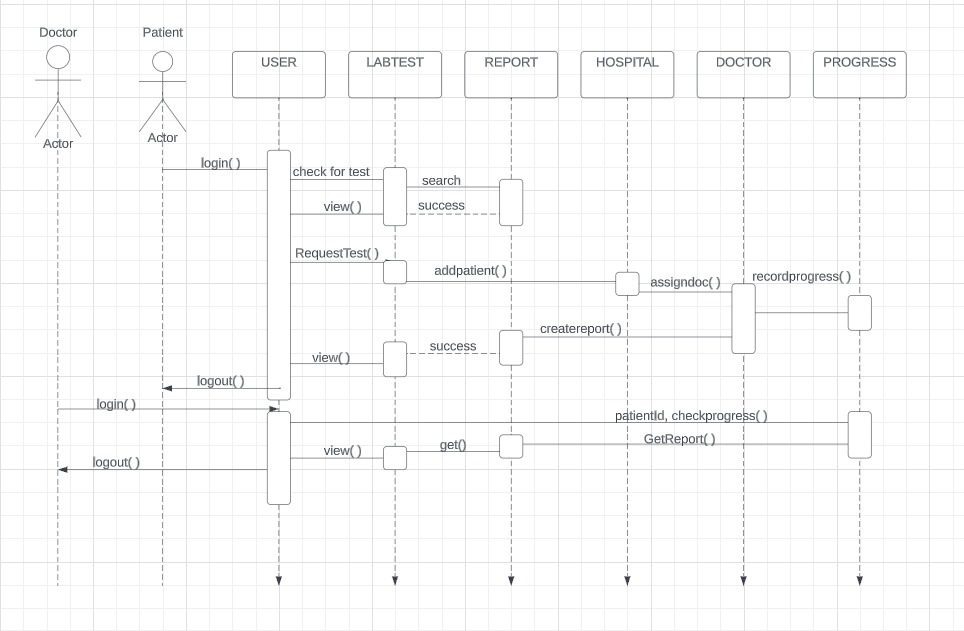 Doctor
Patient
USER
LABTEST
REPORT
HOSPITAL
DOCTOR
PROGRESS
Actor
Actor
login( )
check for test
search
view( )
success
RequestTest( )
addpatient( )
assigndoc( )
recordprogress( )
createreport( )
success
view( )
logout( )
login( )
patientId, checkprogress( )
GetReport( )
get()
view( )
logout( )